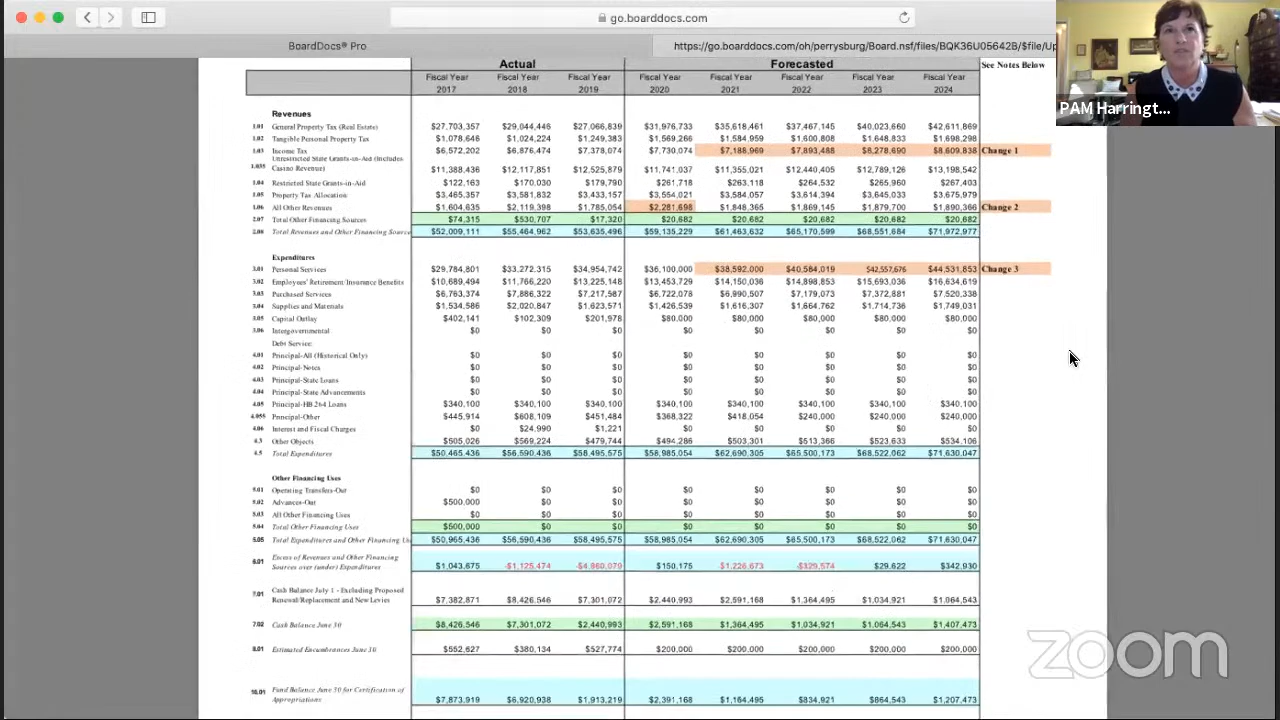 go.boarddocs.com
BoardDocs® Pro
https://go.boarddocs.com/oh/perrysburg/Board.nsf/files/BQK36U05642B/$file/Up
PAM Harringt...
Actual Forecasted See Notes Below
Fiscal Year Fiscal Year Fiscal Year Fiscal Year Fiscal Year Fiscal Year Fiscal Year Fiscal Year
2017 2018 2019 2020 2021 2022 2023 2024
Revenues
1.01 General Property Tax (Real Estate) $27,703,357 $29,044,446 $27,066,839 $31,976,733 $35,618,461 $37,467,145 $40,023,660 $42,611,869
1.02 Tangible Personal Property Tax $1,078,646 $1,024,224 $1,249,383 $1,569,266 $1,584,959 $1,600,808 $1,648,833 $1,698,298
1.03 Income Tax $6,572,202 $6,876,474 $7,378,074 $7,730,074 $7,188,969 $7,893,488 $8,278,690 $8,609,838 Change 1
Unrestricted State Grants-in-Aid (Includes
1.035 Casino Revenue) $11,388,436 $12,117,851 $12,525,879 $11,741,037 $11,355,021 $12,440,405 $12,789,126 $13,198,542
1.04 Restricted State Grants-in-Aid $122,163 $170,030 $179,790 $261,718 $263,118 $264,532 $265,960 $267,403
1.05 Property Tax Allocation $3,465,357 $3,581,832 $3,433,157 $3,554,021 $3,584,057 $3,614,394 $3,645,033 $3,675,979
1.06 All Other Revenues $1,604,635 $2,119,398 $1,785,054 $2,281,698 $1,848,365 $1,869,145 $1,879,700 $1,890,366 Change 2
2.07 Total Other Financing Sources $74,315 $530,707 $17,320 $20,682 $20,682 $20,682 $20,682 $20,682
2.08 Total Revenues and Other Financing Source $52,009,111 $55,464,962 $53,635,496 $59,135,229 $61,463,632 $65,170,599 $68,551,684 $71,972,977
Expenditures
3.01 Personal Services $29,784,801 $33,272,315 $34,954,742 $36,100,000 $38,592,000 $40,584,019 $42,557,676 $44,531,853 Change 3
3.02 Employees' Retirement/Insurance Benefits $10,689,494 $11,766,220 $13,225,148 $13,453,729 $14,150,036 $14,898,853 $15,693,036 $16,634,619
3.03 Purchased Services $6,763,374 $7,886,322 $7,217,587 $6,722,078 $6,990,507 $7,179,073 $7,372,881 $7,520,338
3.04 Supplies and Materials $1,534,586 $2,020,847 $1,623,571 $1,426,539 $1,616,307 $1,664,762 $1,714,736 $1,749,031
3.05 Capital Outlay $402,141 $102,309 $201,978 $80,000 $80,000 $80,000 $80,000 $80,000
3.06 Intergovernmental $0 $0 $0 $0 $0 $0 $0 $0
Debt Service:
4.01 Principal-All (Historical Only) $0 $0 $0 $0 $0 $0 $0 $0
4.02 Principal-Notes $0 $0 $0 $0 $0 $0 $0 $0
4.03 Principal-State Loans $0 $0 $0 $0 $0 $0 $0 $0
4.04 Principal-State Advancements $0 $0 $0 $0 $0 $0 $0 $0
4.05 Principal-HB 264 Loans $340,100 $340,100 $340,100 $340,100 $340,100 $340,100 $340,100 $340,100
4.055 Principal-Other $445,914 $608,109 $451,484 $368,322 $418,054 $240,000 $240,000 $240,000
4.06 Interest and Fiscal Charges $0 $24,990 $1,221 $0 $0 $0 $0 $0
4.3 Other Objects $505,026 $569,224 $479,744 $494,286 $503,301 $513,366 $523,633 $534,106
4.5 Total Expenditures $50,465,436 $56,590,436 $58,495,575 $58,985,054 $62,690,305 $65,500,173 $68,522,062 $71,630,047
Other Financing Uses
5.01 Operating Transfers-Out $0 $0 $0 $0 $0 $0 $0 $0
5.02 Advances-Out $500,000 $0 $0 $0 $0 $0 $0 $0
5.03 All Other Financing Uses $0 $0 $0 $0 $0 $0 $0 $0
5.04 Total Other Financing Uses $500,000 $0 $0 $0 $0 $0 $0 $0
5.05 Total Expenditures and Other Financing Us $50,965,436 $56,590,436 $58,495,575 $58,985,054 $62,690,305 $65,500,173 $68,522,062 $71,630,047
Excess of Revenues and Other Financing
6.01 Sources over (under) Expenditures $1,043,675 -$1,125,474 -$4,860,079 $150,175 -$1,226,673 -$329,574 $29,622 $342,930
Cash Balance July 1 - Excluding Proposed
7.01 Renewal/Replacement and New Levies $7,382,871 $8,426,546 $7,301,072 $2,440,993 $2,591,168 $1,364,495 $1,034,921 $1,064,543
7.02 Cash Balance June 30 $8,426,546 $7,301,072 $2,440,993 $2,591,168 $1,364,495 $1,034,921 $1,064,543 $1,407,473
8.01 Estimated Encumbrances June 30 $552,627 $380,134 $527,774 $200,000 $200,000 $200,000 $200,000 $200,000
Fund Balance June 30 for Certification of
10.01 Appropriations $7,873,919 $6,920,938 $1,913,219 $2,391,168 $1,164,495 $834,921 $864,543 $1,207,473
zoom